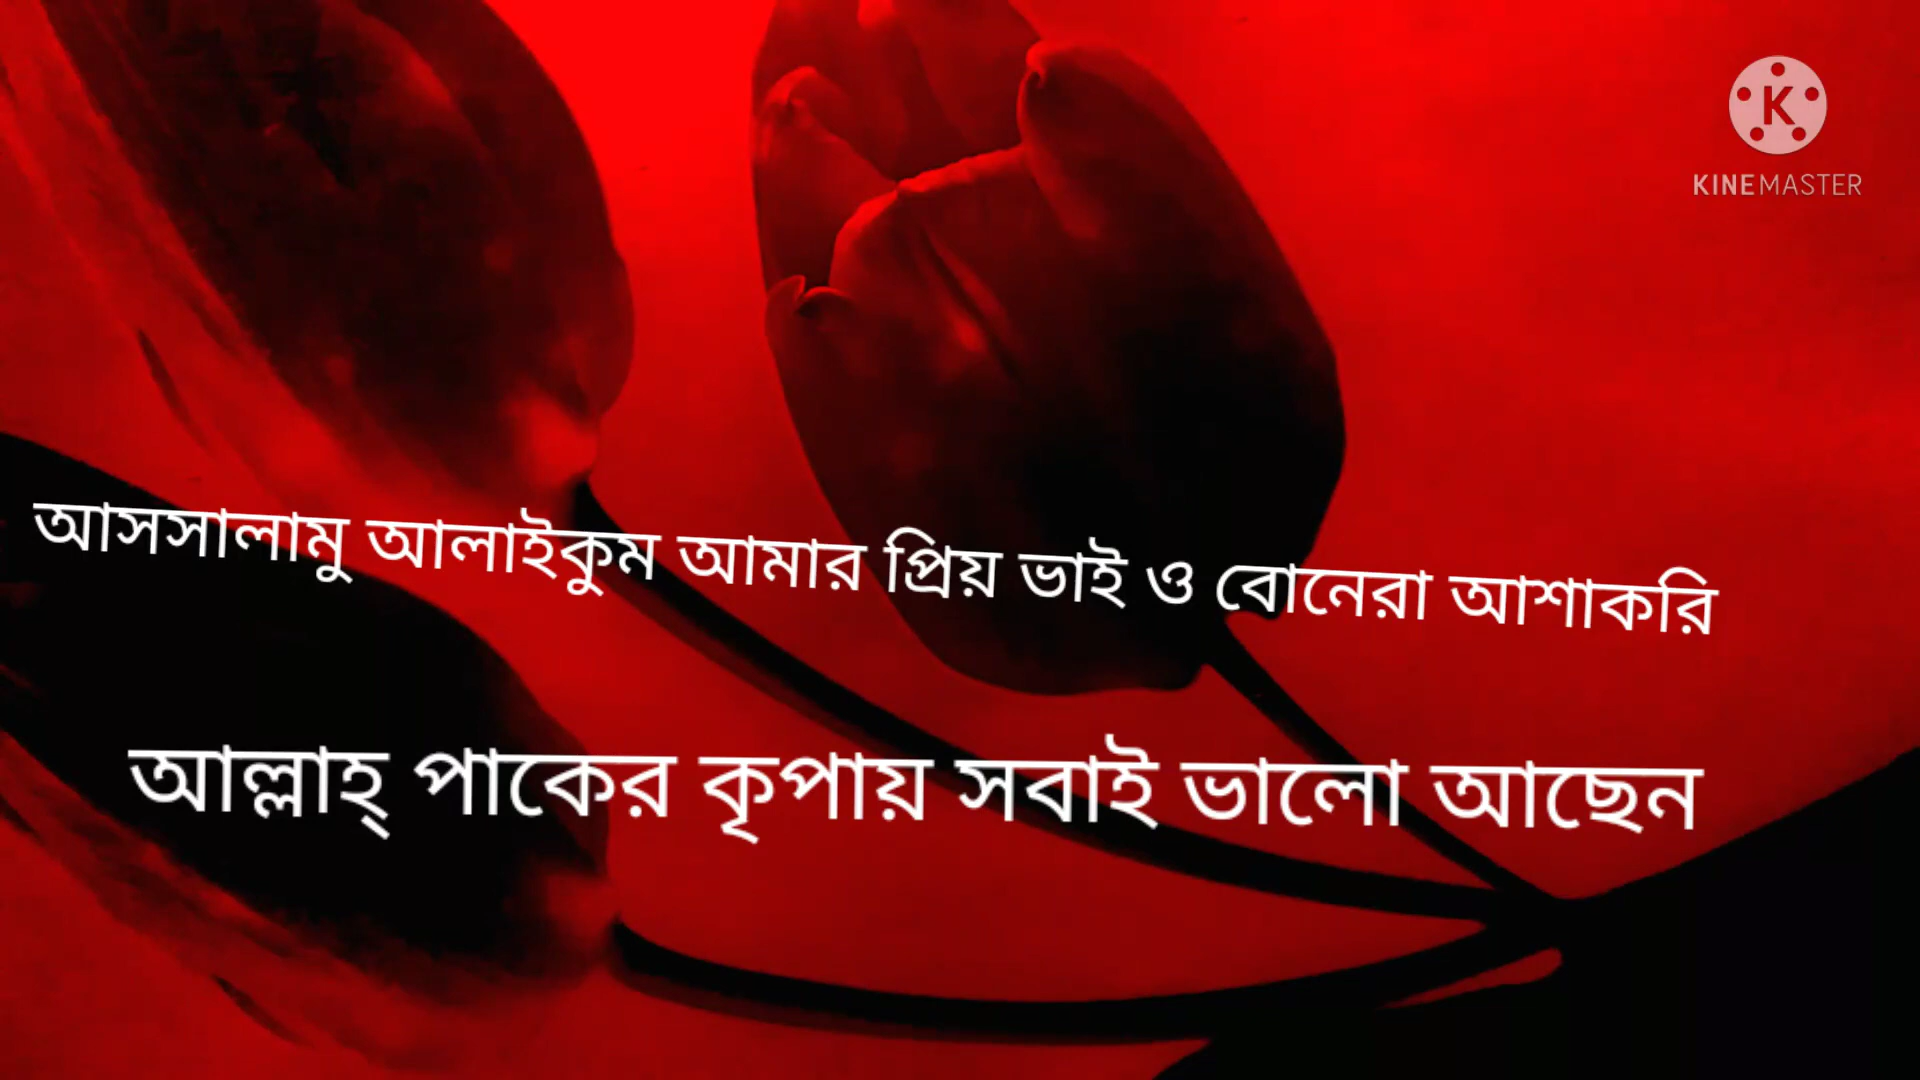 KINEMASTER
আসসালামু আলাইকুম আমার প্রিয় ভাই ও বোনেরা আশাকরি
আল্লাহ্ পাকের কৃপায় সবাই ভালো আছেন